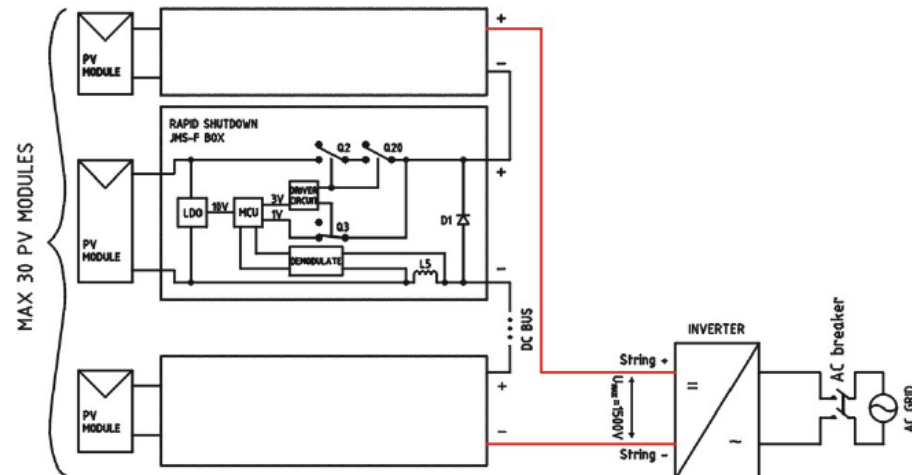 MAX 30 PV MODULES
PV
MODULE
+
−
RAPID SHUTDOWN
JMS-F BOX
PV
MODULE
LDO
10V
MCU
3V
1V
DRIVER
CIRCUIT
Q2
Q20
Q3
DEMODULATE
L5
D1
+
−
DC BUS
PV
MODULE
+
−
String +
Umax=1500V
String −
INVERTER
=
~
AC breaker
AC GRID